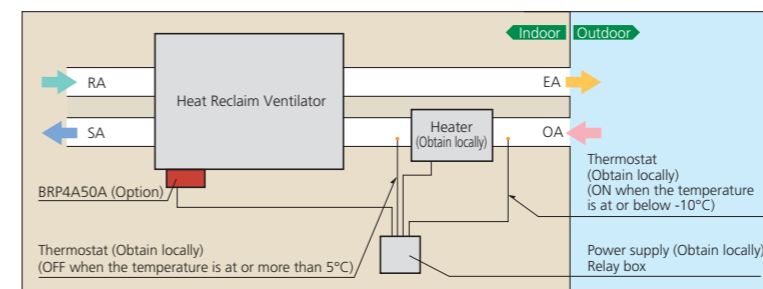 Indoor Outdoor
RA
EA
Heat Reclaim Ventilator
SA
Heater
(Obtain locally)
OA
Thermostat
(Obtain locally)
(ON when the temperature
is at or below -10°C)
BRP4A50A (Option)
Thermostat (Obtain locally)
(OFF when the temperature is at or more than 5°C)
Power supply (Obtain locally)
Relay box